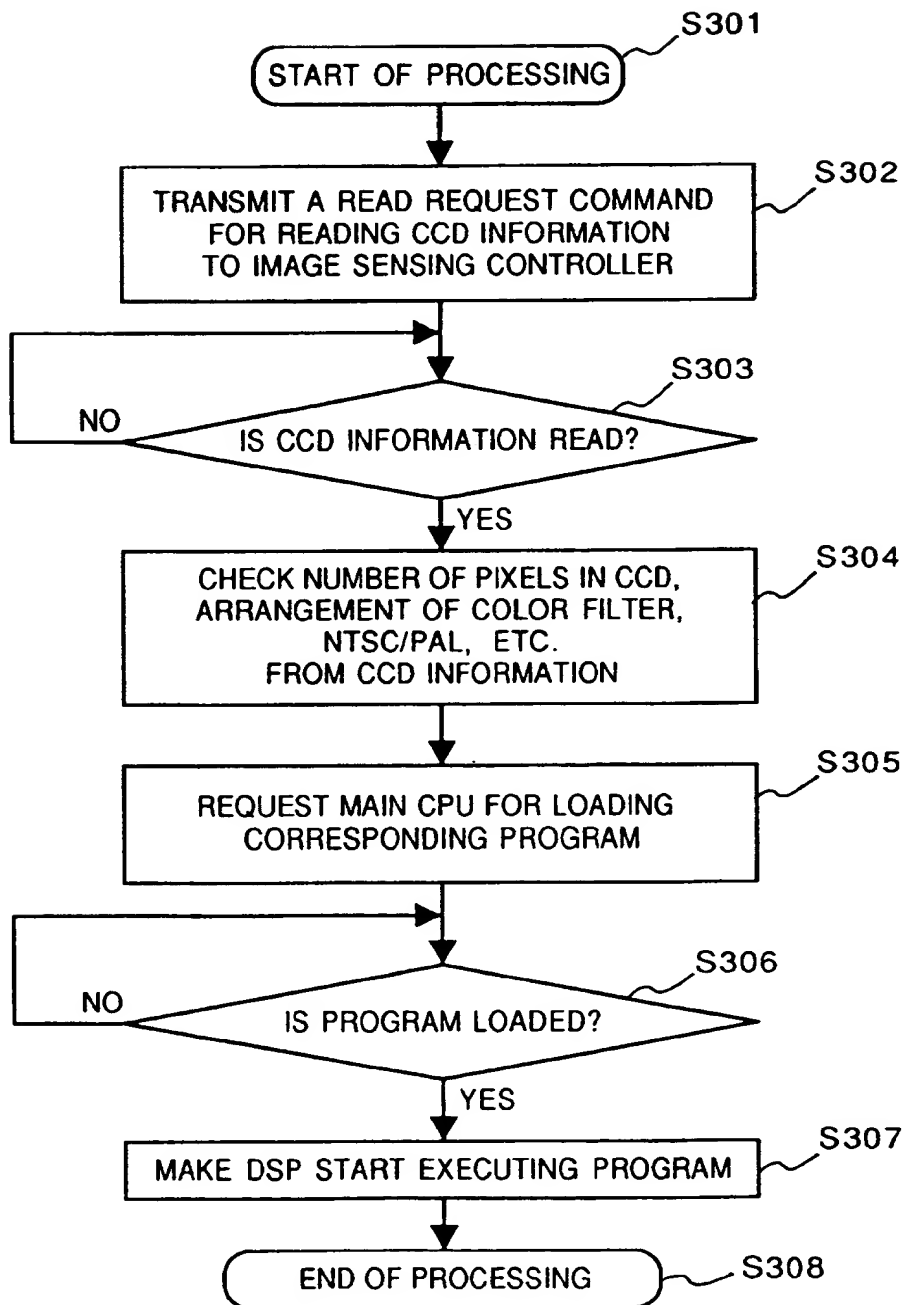 S301
START OF PROCESSING
S302
TRANSMIT A READ REQUEST COMMAND
FOR READING CCD INFORMATION
TO IMAGE SENSING CONTROLLER
S303
NO
IS CCD INFORMATION READ?
YES
S304
CHECK NUMBER OF PIXELS IN CCD,
ARRANGEMENT OF COLOR FILTER,
NTSC/PAL, ETC.
FROM CCD INFORMATION
S305
REQUEST MAIN CPU FOR LOADING
CORRESPONDING PROGRAM
S306
NO
IS PROGRAM LOADED?
YES
S307
MAKE DSP START EXECUTING PROGRAM
END OF PROCESSING
S308